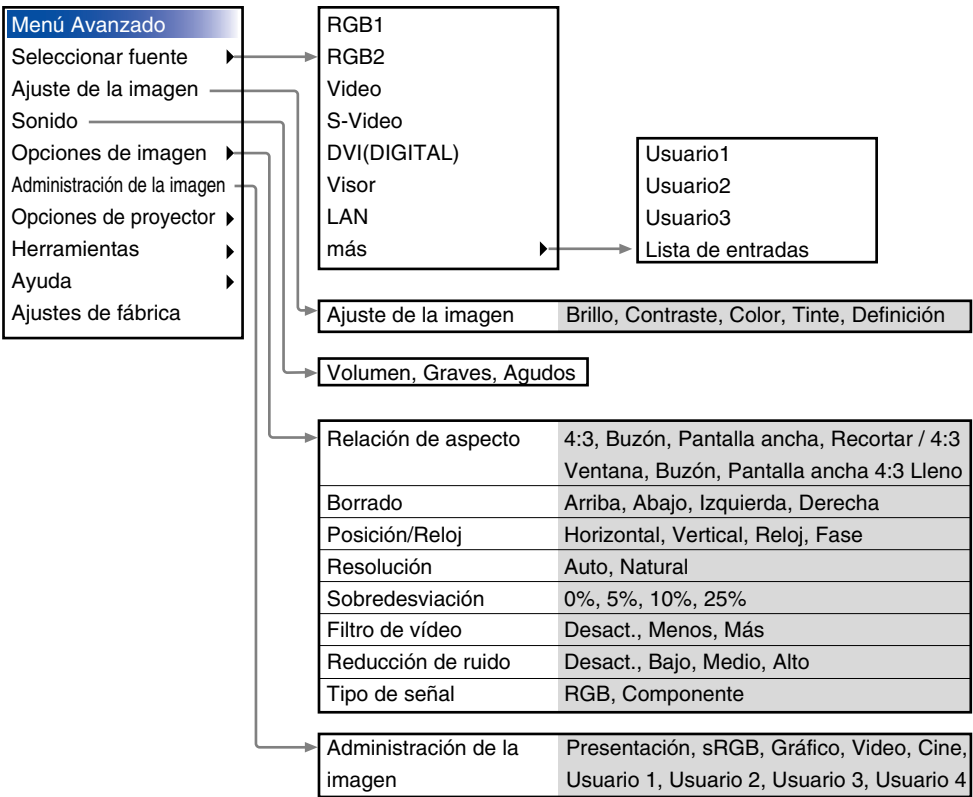 Menú Avanzado
Seleccionar fuente
Ajuste de la imagen
Sonido
Opciones de imagen
Administración de la imagen
Opciones de proyector
Herramientas
Ayuda
Ajustes de fábrica
RGB1
RGB2
Video
S-Video
DVI(DIGITAL)
Visor
LAN
más
Usuario1
Usuario2
Usuario3
Lista de entradas
Ajuste de la imagen Brillo, Contraste, Color, Tinte, Definición
Volumen, Graves, Agudos
Relación de aspecto 4:3, Buzón, Pantalla ancha, Recortar / 4:3
Ventana, Buzón, Pantalla ancha 4:3 Lleno
Borrado Arriba, Abajo, Izquierda, Derecha
Posición/Reloj Horizontal, Vertical, Reloj, Fase
Resolución Auto, Natural
Sobredesviación 0%, 5%, 10%, 25%
Filtro de vídeo Desact., Menos, Más
Reducción de ruido Desact., Bajo, Medio, Alto
Tipo de señal RGB, Componente
Administración de la Presentación, sRGB, Gráfico, Video, Cine,
imagen Usuario 1, Usuario 2, Usuario 3, Usuario 4